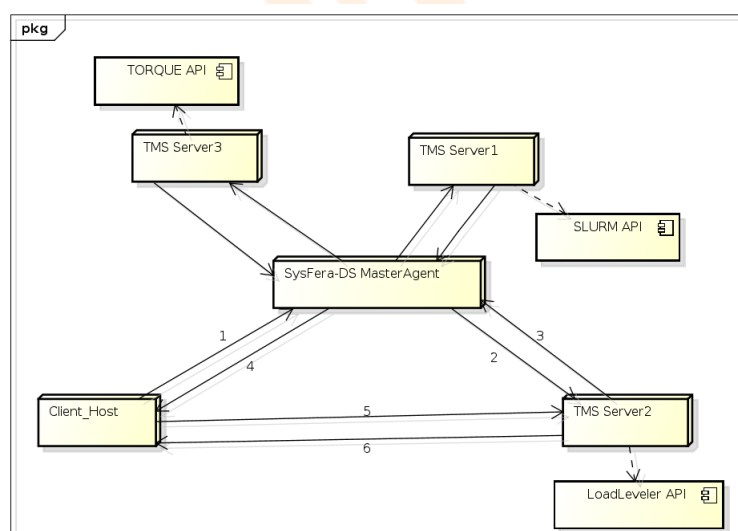 pkg
TORQUE API
TMS Server3
TMS Server1
SLURM API
SysFera-DS MasterAgent
1
4
2
3
Client_Host
5
6
TMS Server2
LoadLeveler API